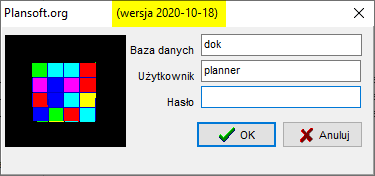 Plansoft.org (wersja 2020-10-18)
Baza danych dok
Użytkownik planner
Hasło
OK Anuluj